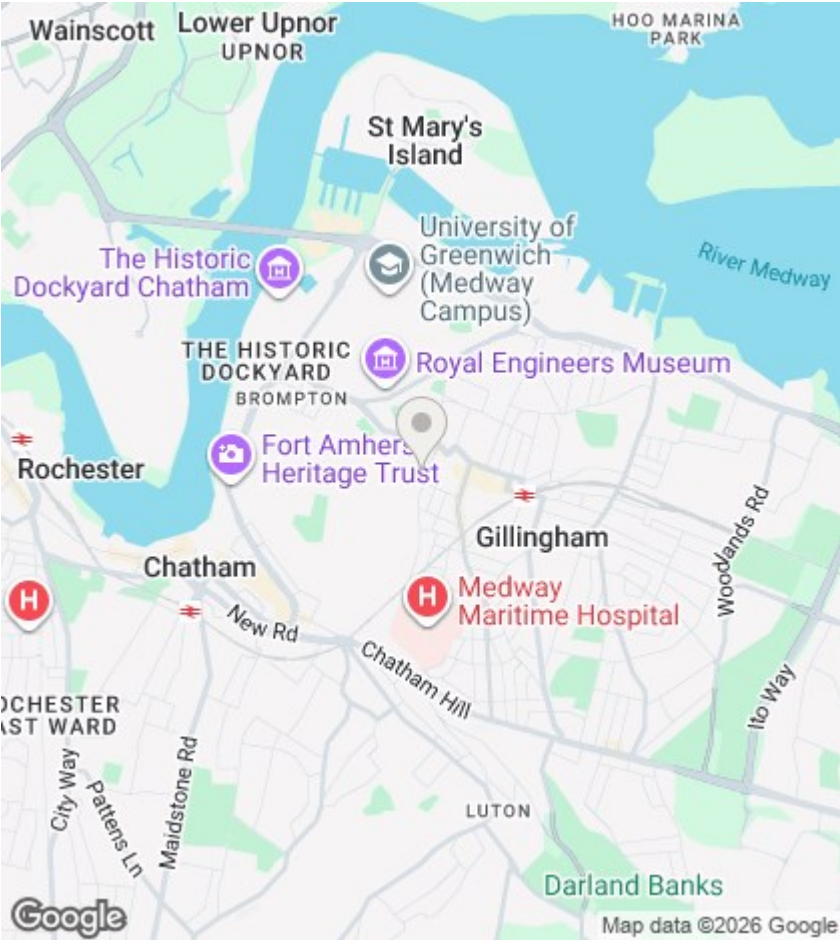 Wainscott
Lower Upnor
UPNOR
HOO MARINA
PARK
St Mary's
Island
University of
Greenwich
(Medway
Campus)
The Historic
Dockyard Chatham
River Medway
THE HISTORIC
DOCKYARD
BROMPTON
Royal Engineers Museum
Fort Amhers
Heritage Trust
Rochester
Gillingham
Woodlands Rd
Chatham
H
H
Medway
Maritime Hospital
New Rd
Chatham Hill
Ito Way
OCHESTER
AST WARD
City Way
Pattens Ln
Maidstone Rd
LUTON
Darland Banks
Google
Map data ©2026 Google